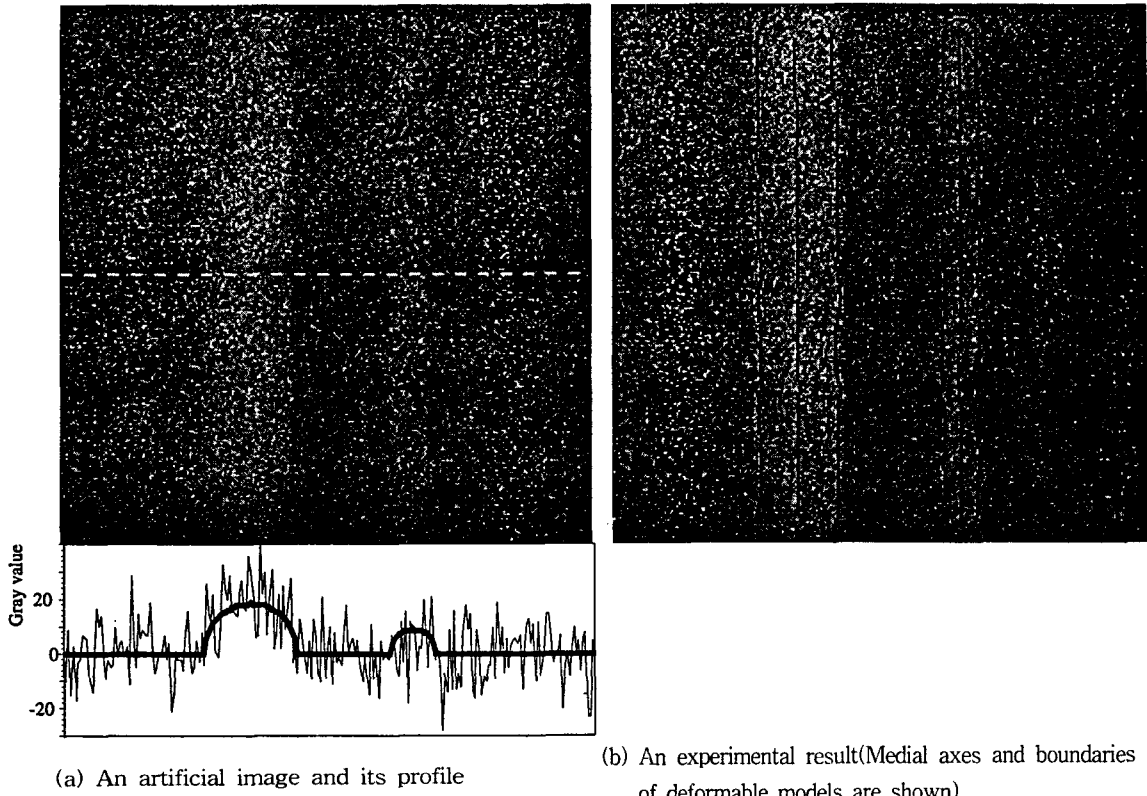 Gray value
20
0
-20
(a) An artificial image and its profile
(b) An experimental result(Medial axes and boundaries
of deformable models are shown)